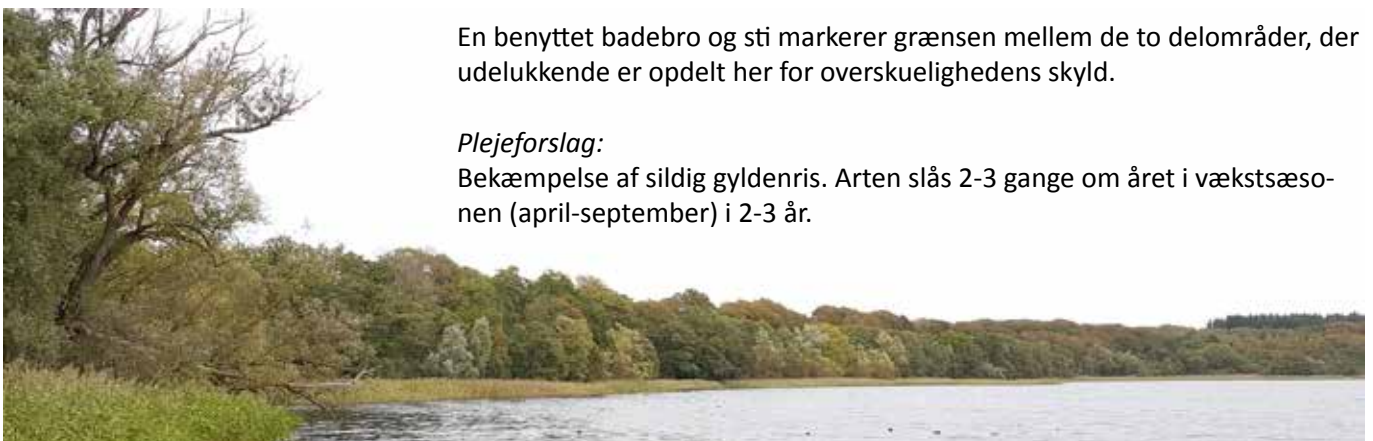 En benyttet badebro og sti markerer grænsen mellem de to delområder, der
udelukkende er opdelt her for overskuelighedens skyld.
Plejeforslag:
Bekæmpelse af sildig gyldenris. Arten slås 2-3 gange om året i vækstsæso-
nen (april-september) i 2-3 år.